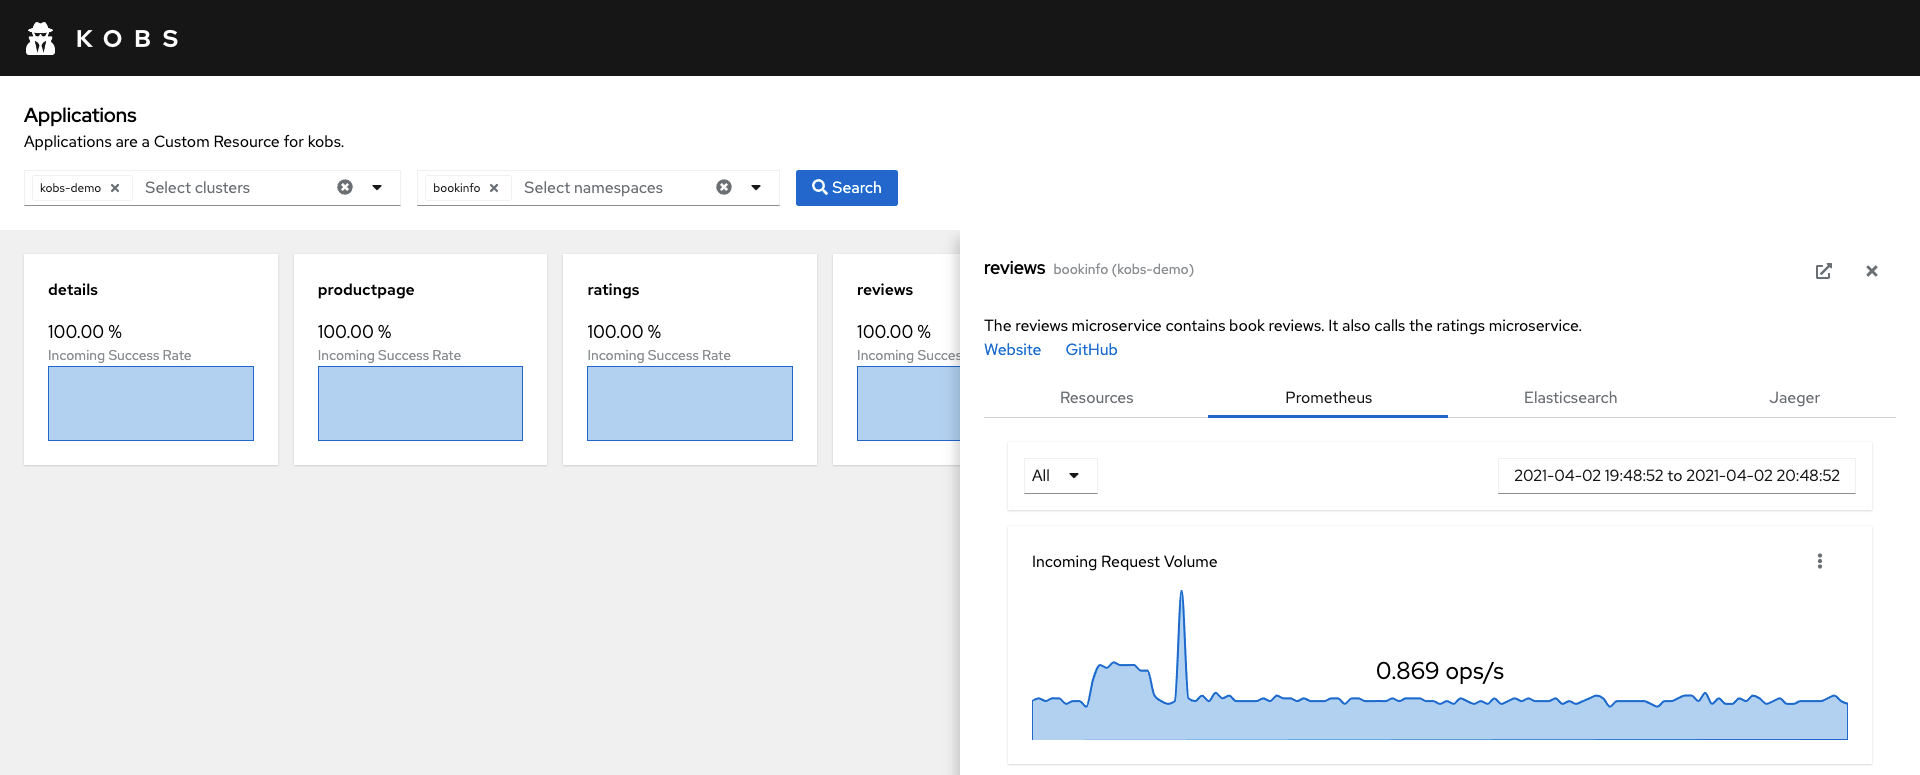 KOBS
Applications
Applications are a Custom Resource for kobs.
kobs-demo Select clusters bookinfo Select namespaces Search
details
100.00 %
Incoming Success Rate
productpage
100.00 %
Incoming Success Rate
ratings
100.00 %
Incoming Success Rate
reviews
100.00 %
Incoming Succes
reviews bookinfo (kobs-demo)
The reviews microservice contains book reviews. It also calls the ratings microservice.
Website GitHub
Resources Prometheus Elasticsearch Jaeger
All 2021-04-02 19:48:52 to 2021-04-02 20:48:52
Incoming Request Volume
0.869 ops/s